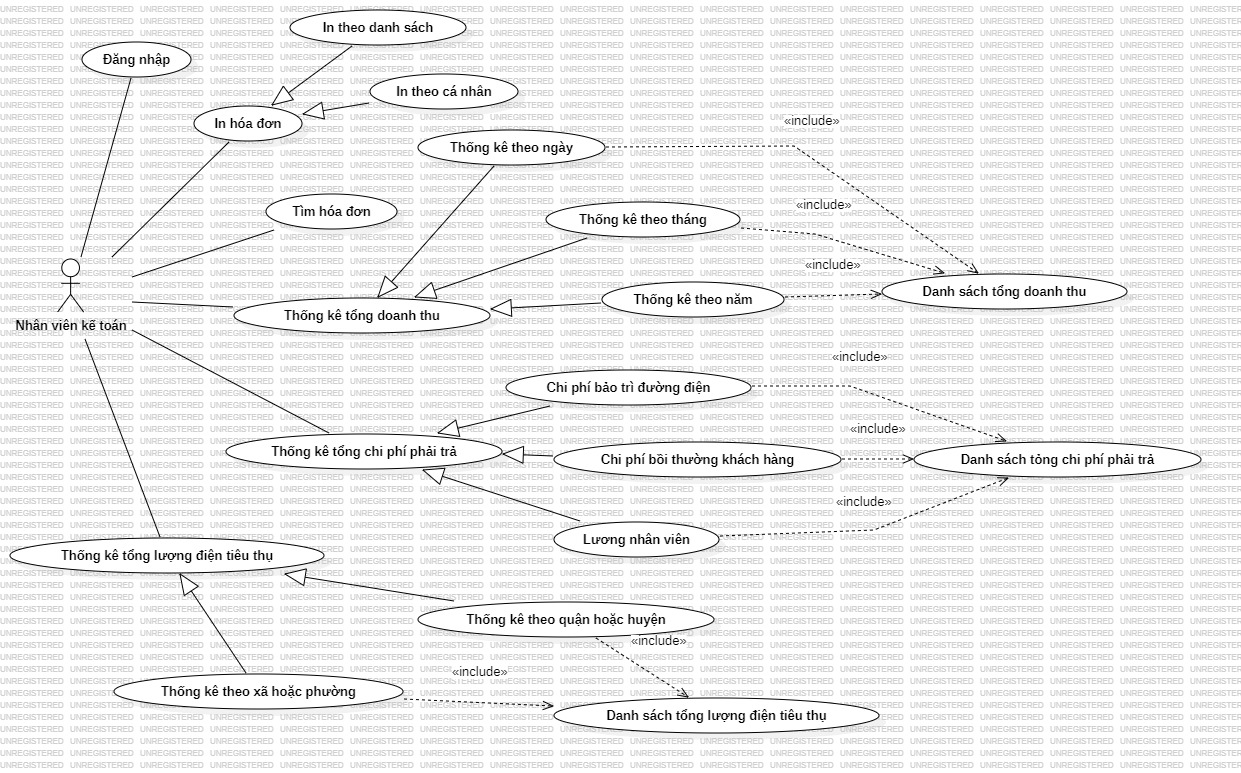 In theo danh sách
Đăng nhập
In theo cá nhân
In hóa đơn
«include»
Thống kê theo ngày
«include»
Tìm hóa đơn
Thống kê theo tháng
«include»
Danh sách tổng doanh thu
Thống kê theo năm
Thống kê tổng doanh thu
Nhân viên kế toán
«include»
Chi phí bảo trì đường điện
«include»
Thống kê tổng chi phí phải trả
Chi phí bồi thường khách hàng
Danh sách tỏng chi phí phải trả
«include»
Lương nhân viên
Thống kê tổng lượng điện tiêu thụ
Thống kê theo quận hoặc huyện
«include»
«include»
Thống kê theo xã hoặc phường
Danh sách tổng lượng điện tiêu thụ
UNREGISTERED